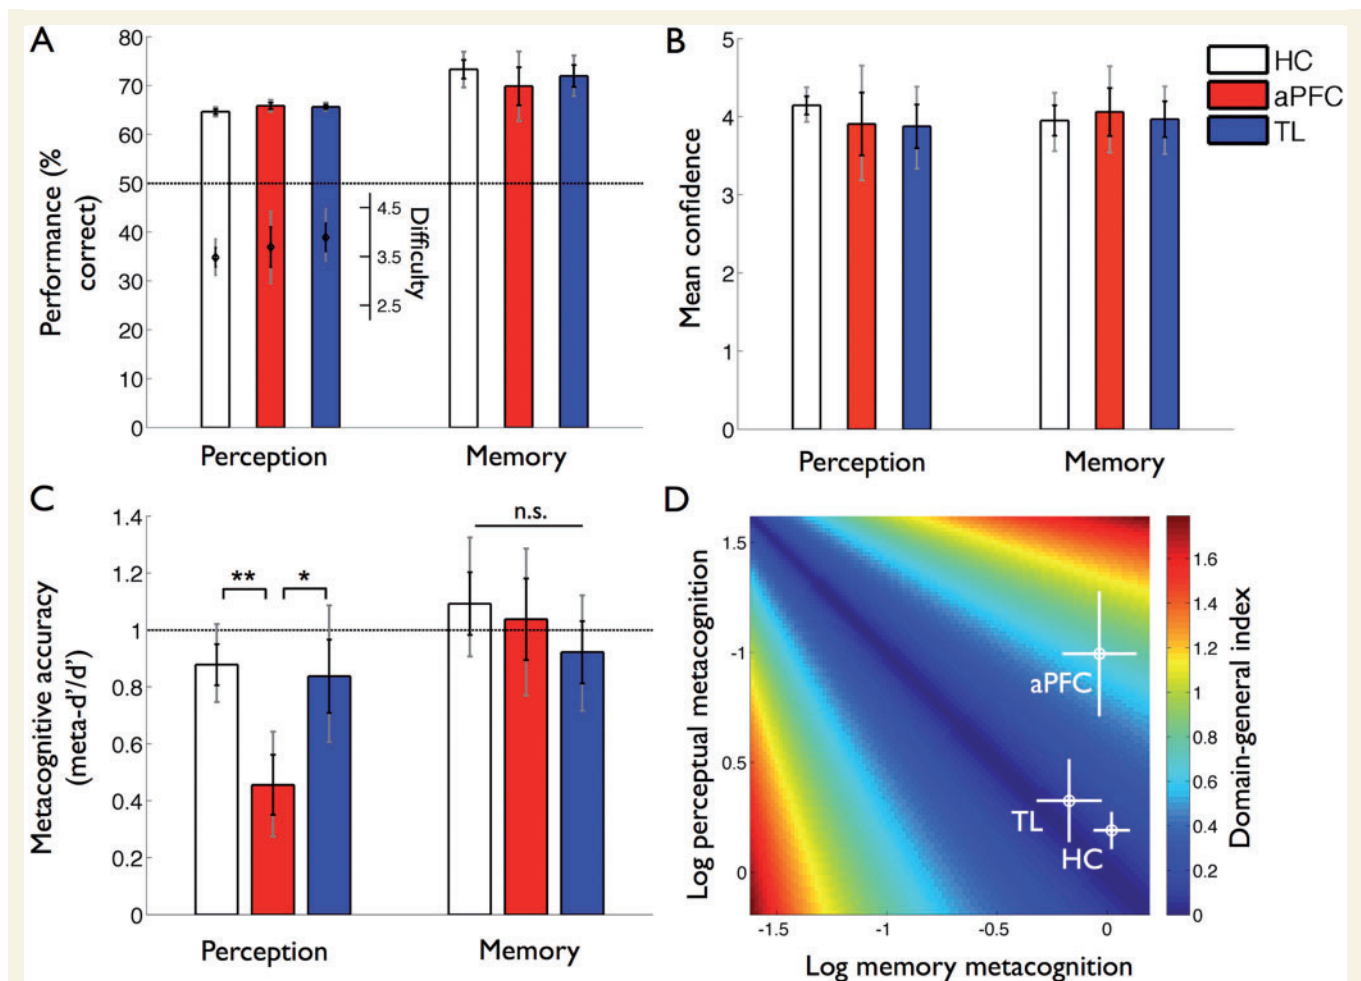 A
80
70
60
50
40
30
20
10
0
Performance (%
correct)
4.5
3.5
2.5
Difficulty
Perception
Memory
B
5
4
3
2
1
0
Mean confidence
Perception
Memory
HC
aPFC
TL
C
1.4
1.2
1
0.8
0.6
0.4
0.2
0
Metacognitive accuracy
(meta-d'/d')
**
*
n.s.
Perception
Memory
D
1.5
-1
0.5
0
Log perceptual metacognition
aPFC
TL
HC
-1.5
-1
-0.5
0
Log memory metacognition
1.6
1.4
1.2
1
0.8
0.6
0.4
0.2
0
Domain-general index